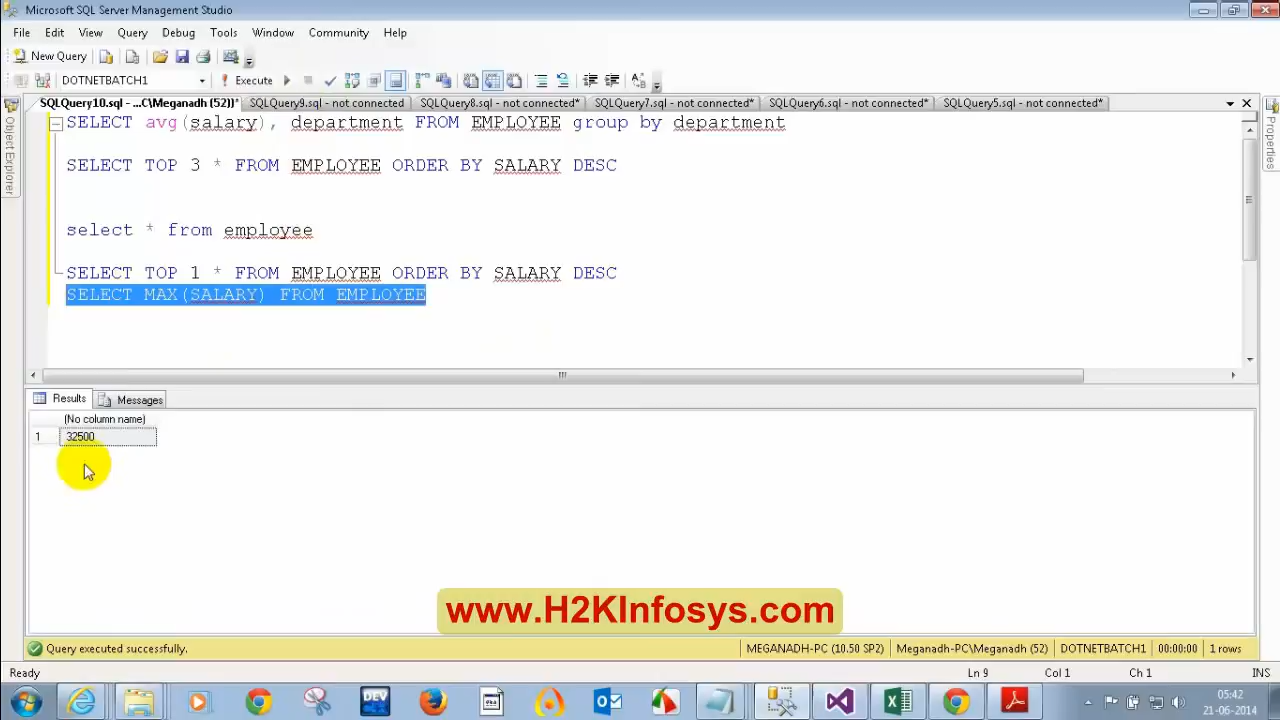 Microsoft SQL Server Management Studio
File Edit View Query Debug Tools Window Community Help
New Query
DOTNETBATCH1 Execute
SQLQuery10.sql - ...C\Meganadh (52))* SQLQuery9.sql - not connected SQLQuery8.sql - not connected* SQLQuery7.sql - not connected* SQLQuery6.sql - not connected* SQLQuery5.sql - not connected*
Object Explorer
Properties
SELECT avg(salary), department FROM EMPLOYEE group by department
SELECT TOP 3 * FROM EMPLOYEE ORDER BY SALARY DESC
select * from employee
SELECT TOP 1 * FROM EMPLOYEE ORDER BY SALARY DESC
SELECT MAX(SALARY) FROM EMPLOYEE
Results Messages
(No column name)
1 32500
www.H2KInfosys.com
Query executed successfully. MEGANADH-PC (10.50 SP2) Meganadh-PC\Meganadh (52) DOTNETBATCH1 00:00:00 1 rows
Ready Ln 9 Col 1 Ch 1 INS
DEV
05:42
21-06-2014